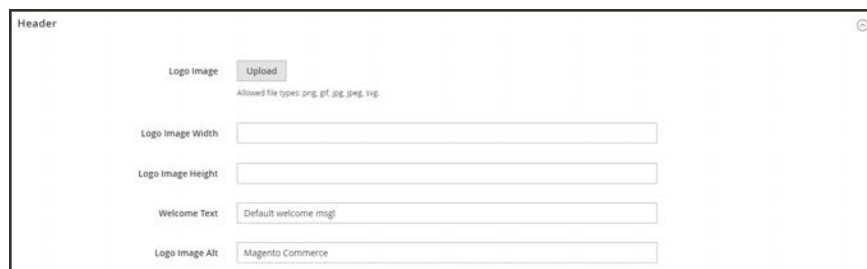 Header
Logo Image Upload
Allowed file types: png, gif, jpg, jpeg, svg.
Logo Image Width
Logo Image Height
Welcome Text Default welcome msg!
Logo Image Alt Magento Commerce